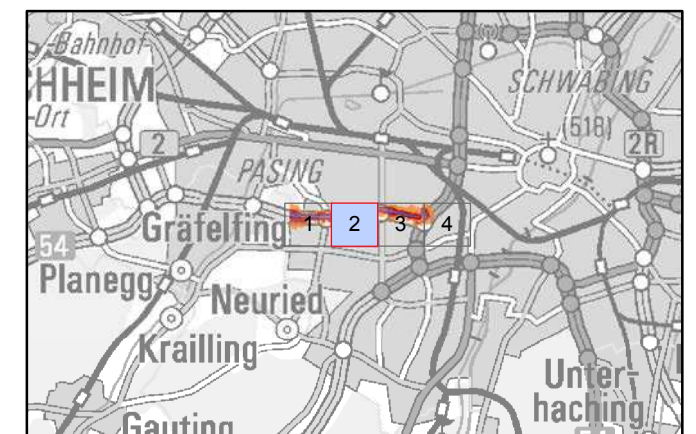 -Bahnhof-
CHHEIM
-Ort
SCHWABING
(518)
2
2R
PASING
Gräfelfing
1
2
3
4
54
Planegg
Neuried
Krailling
Unter-
haching
Gauting